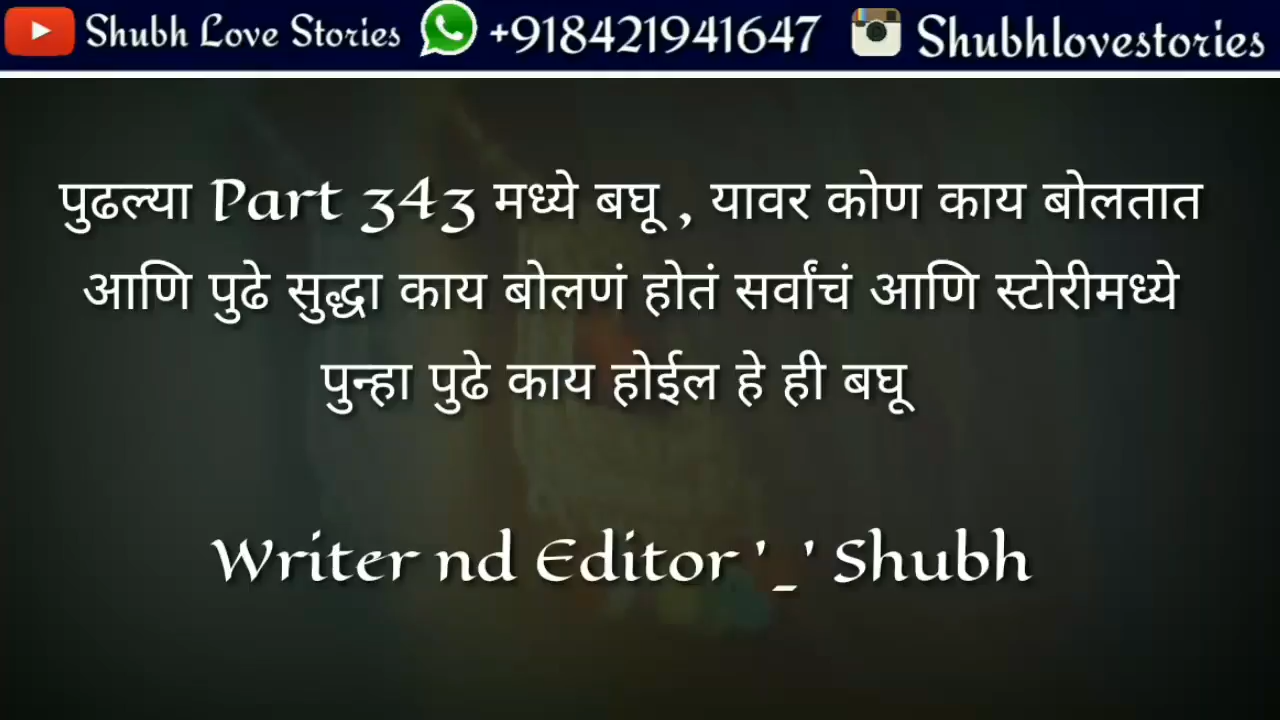 Shubh Love Stories +918421941647 Shubhlovestories
पुढल्या Part 343 मध्ये बघू , यावर कोण काय बोलतात
आणि पुढे सुद्धा काय बोलणं होतं सर्वांचं आणि स्टोरीमध्ये
पुन्हा पुढे काय होईल हे ही बघू
Writer nd Editor '_' Shubh